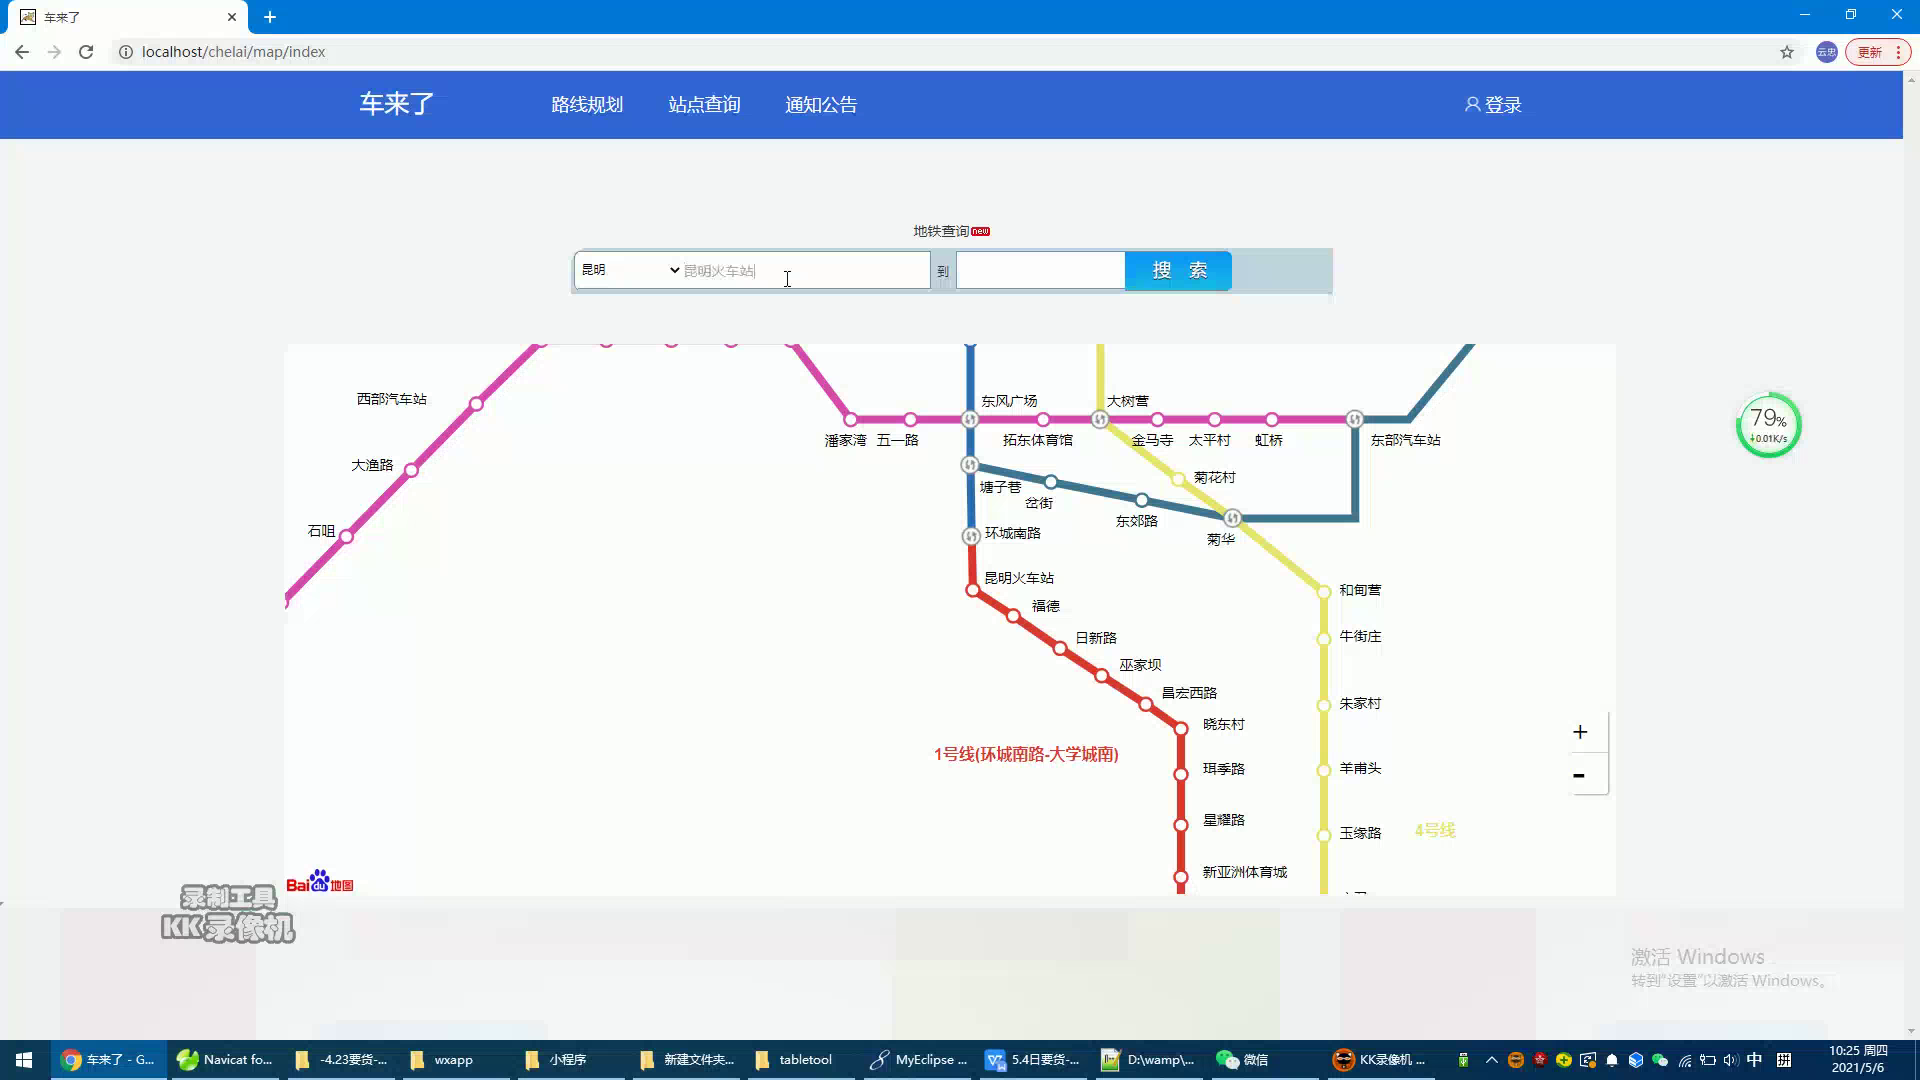 车来了
localhost/chelai/map/index
云忠
更新
车来了
路线规划
站点查询
通知公告
登录
地铁查询new
昆明
昆明火车站
到
搜 索
西部汽车站
大渔路
石咀
潘家湾
五一路
东风广场
拓东体育馆
大树营
金马寺
太平村
虹桥
东部汽车站
塘子巷
岔街
东郊路
菊花村
菊华
环城南路
昆明火车站
福德
日新路
巫家坝
昌宏西路
晓东村
珥季路
星耀路
新亚洲体育城
1号线(环城南路-大学城南)
和甸营
牛街庄
朱家村
羊甫头
玉缘路
4号线
+
-
79%
↓0.01K/s
Bai du 地图
录制工具
KK录像机
激活 Windows
转到"设置"以激活 Windows。
车来了 - G...
Navicat fo...
-4.23要货-...
wxapp
小程序
新建文件夹...
tabletool
MyEclipse ...
5.4日要货-...
D:\wamp\...
微信
KK录像机 ...
中
拼
10:25 周四
2021/5/6